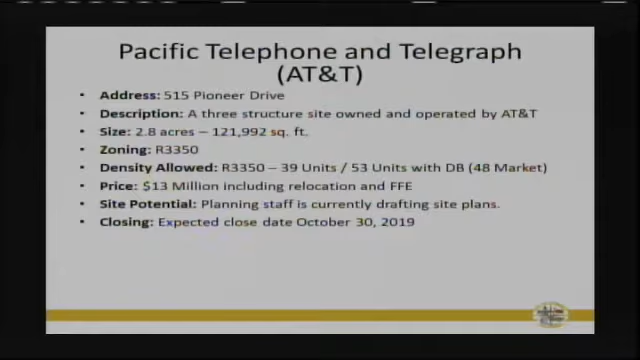 Pacific Telephone and Telegraph
(AT&T)
• Address: 515 Pioneer Drive
• Description: A three structure site owned and operated by AT&T
• Size: 2.8 acres – 121,992 sq. ft.
• Zoning: R3350
• Density Allowed: R3350 – 39 Units / 53 Units with DB (48 Market)
• Price: $13 Million including relocation and FFE
• Site Potential: Planning staff is currently drafting site plans.
• Closing: Expected close date October 30, 2019